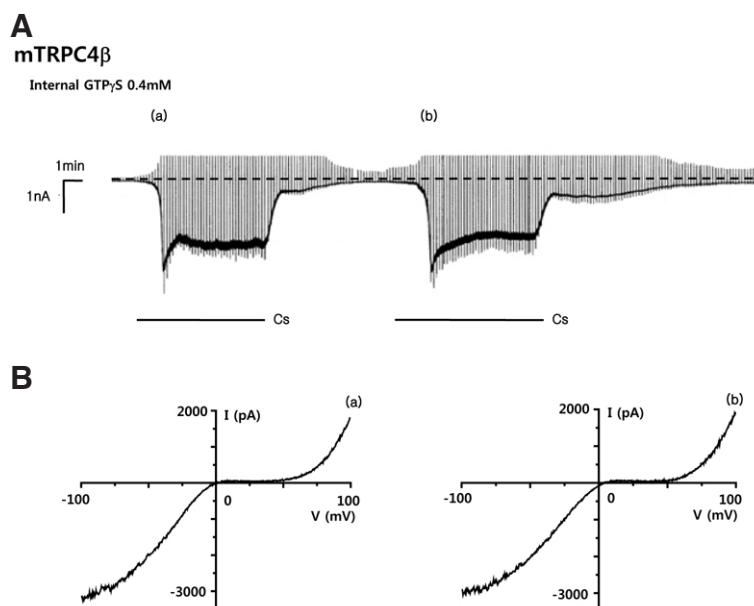 A
mTRPC4β
Internal GTPγS 0.4mM
(a) (b)
1min
1nA
Cs Cs
B
2000 I (pA) (a)
-100 0 100
V (mV)
-3000
2000 I (pA) (b)
-100 0 100
V (mV)
-3000